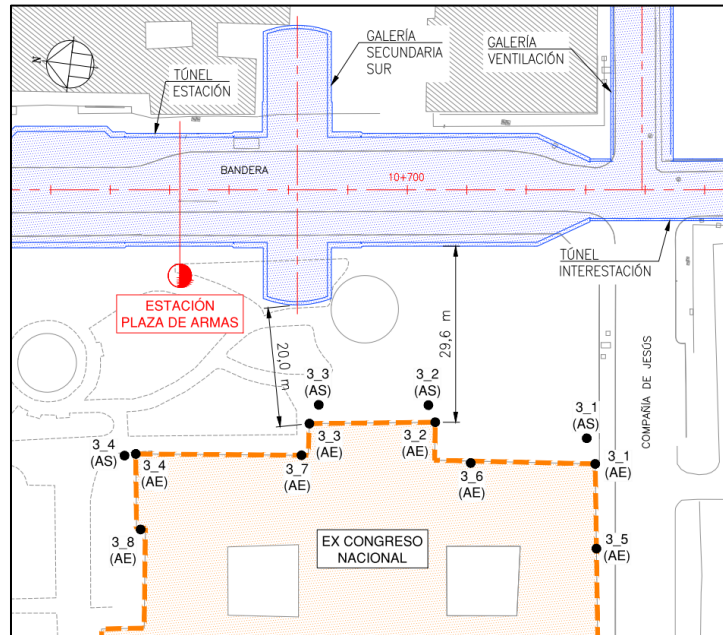 N
GALERÍA
SECUNDARIA
SUR
GALERÍA
VENTILACIÓN
TÚNEL
ESTACIÓN
BANDERA
10+700
TÚNEL
INTERESTACIÓN
ESTACIÓN
PLAZA DE ARMAS
20,0 m
29,6 m
COMPAÑÍA DE JESÚS
3_3
(AS)
3_2
(AS)
3_1
(AS)
3_4
(AS)
3_4
(AE)
3_3
(AE)
3_7
(AE)
3_2
(AE)
3_6
(AE)
3_1
(AE)
3_8
(AE)
3_5
(AE)
EX CONGRESO
NACIONAL